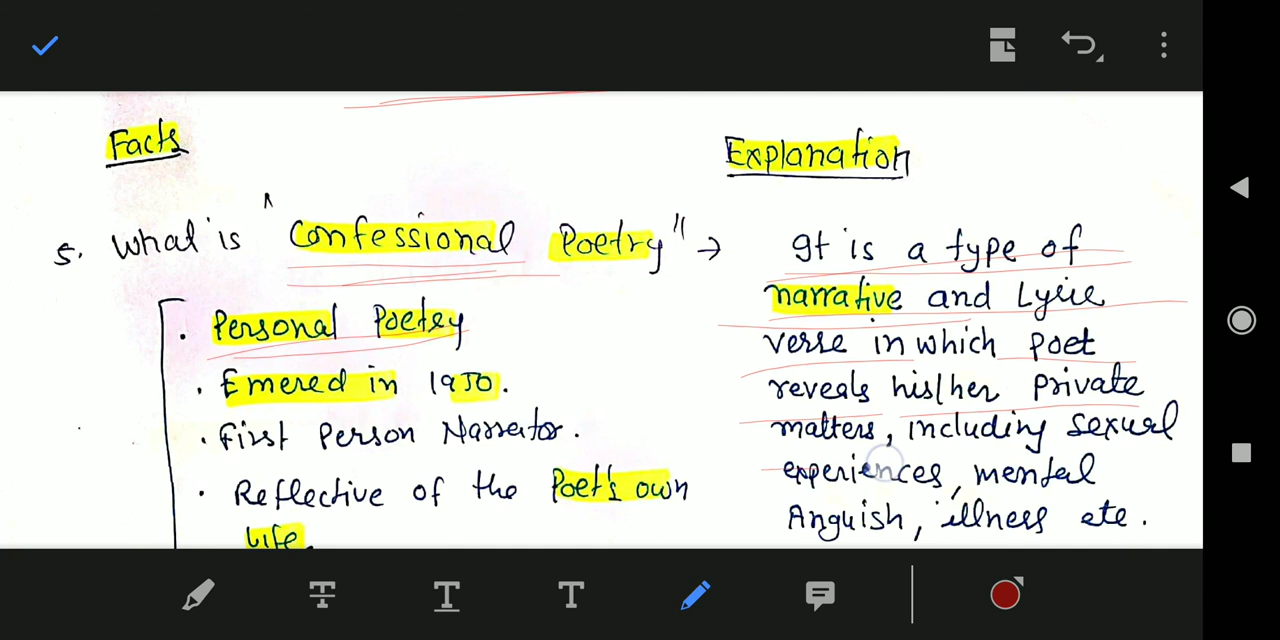 Facts
Explanation
5. What is "Confessional Poetry" →
. Personal Poetry
. Emered in 1950.
. First Person Narrator.
. Reflective of the Poet's own
Life.
It is a type of
narrative and Lyric
verse in which poet
reveals his/her private
matters, including sexual
experiences, mental
Anguish, illness etc.